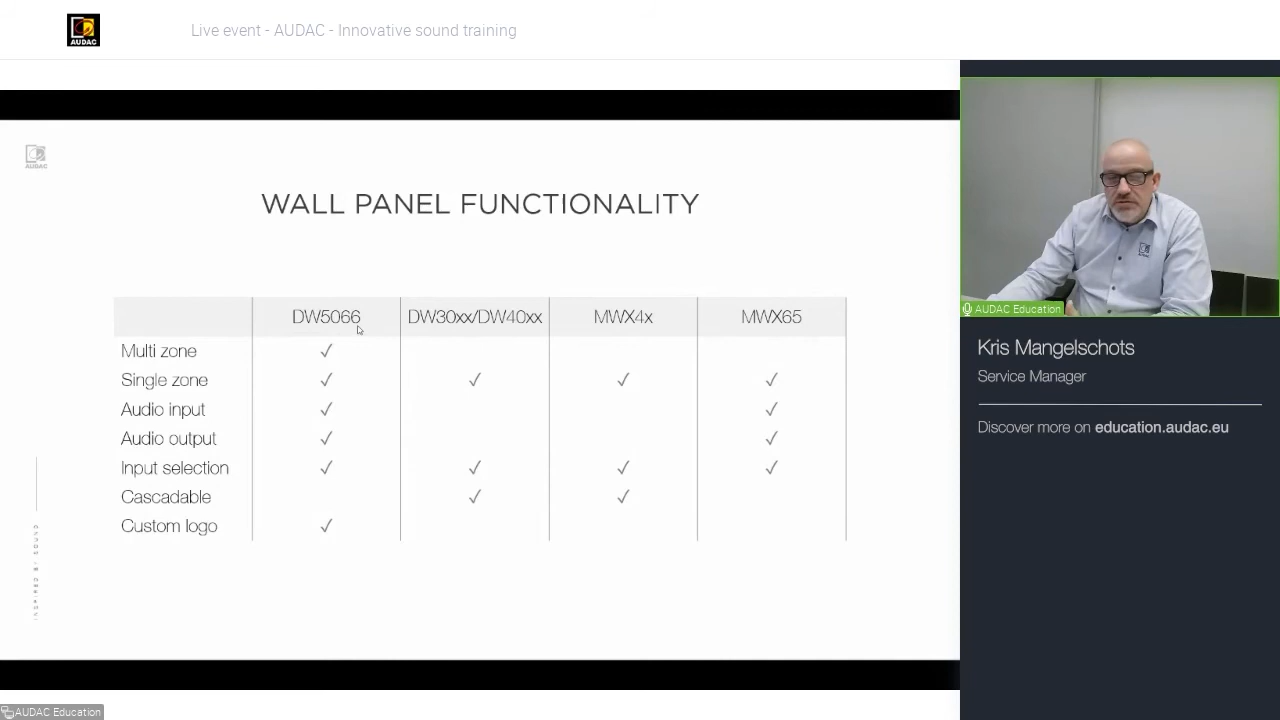 AUDAC
Live event - AUDAC - Innovative sound training
AUDAC
WALL PANEL FUNCTIONALITY
DW5066 DW30xx/DW40xx MWX4x MWX65
Multi zone ✓
Single zone ✓ ✓ ✓ ✓
Audio input ✓ ✓
Audio output ✓ ✓
Input selection ✓ ✓ ✓ ✓
Cascadable ✓ ✓
Custom logo ✓
AUDAC Education
Kris Mangelschots
Service Manager
Discover more on education.audac.eu
AUDAC Education